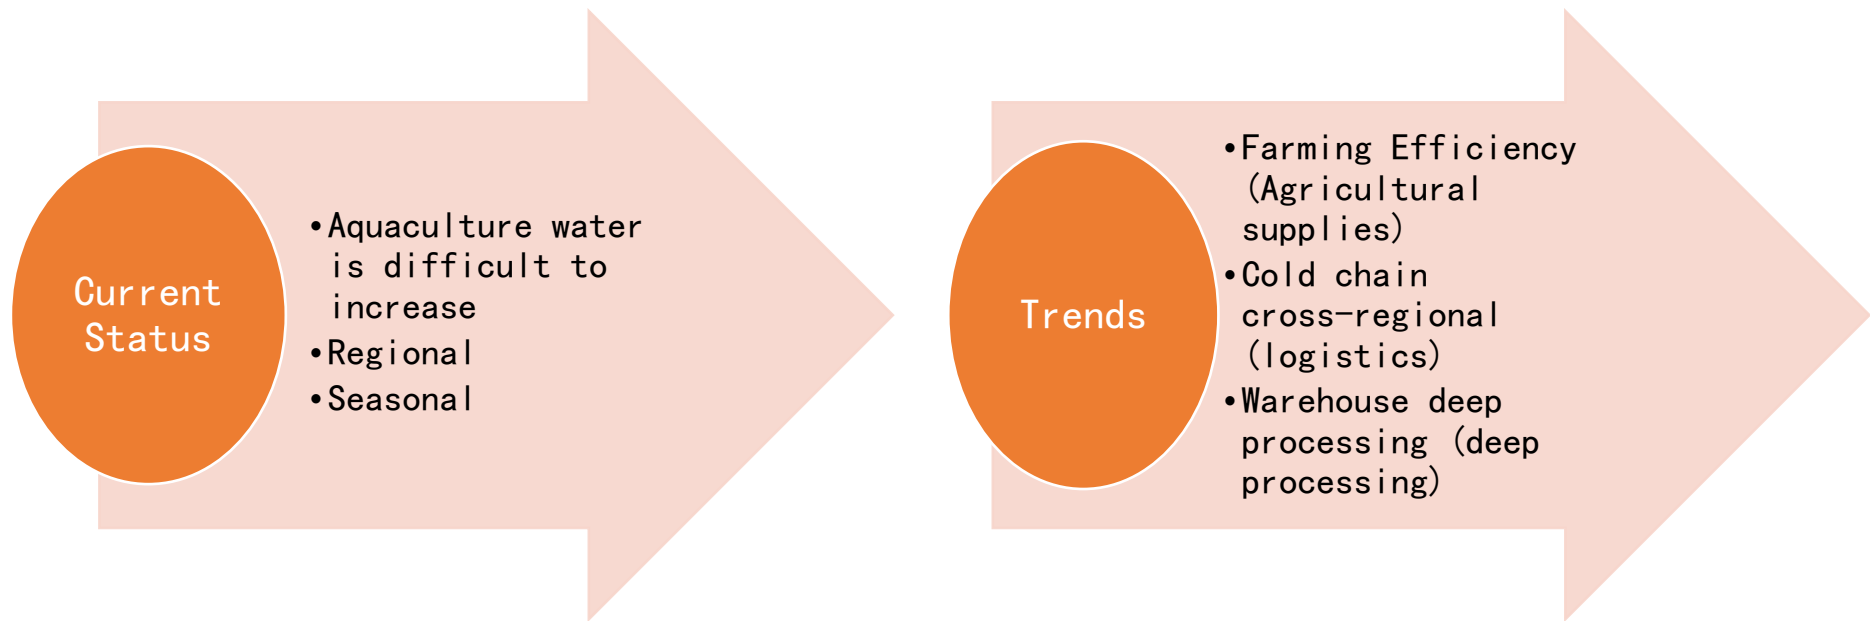 Current
Status
•Aquaculture water
is difficult to
increase
•Regional
•Seasonal
Trends
•Farming Efficiency
(Agricultural
supplies)
•Cold chain
cross-regional
(logistics)
•Warehouse deep
processing (deep
processing)